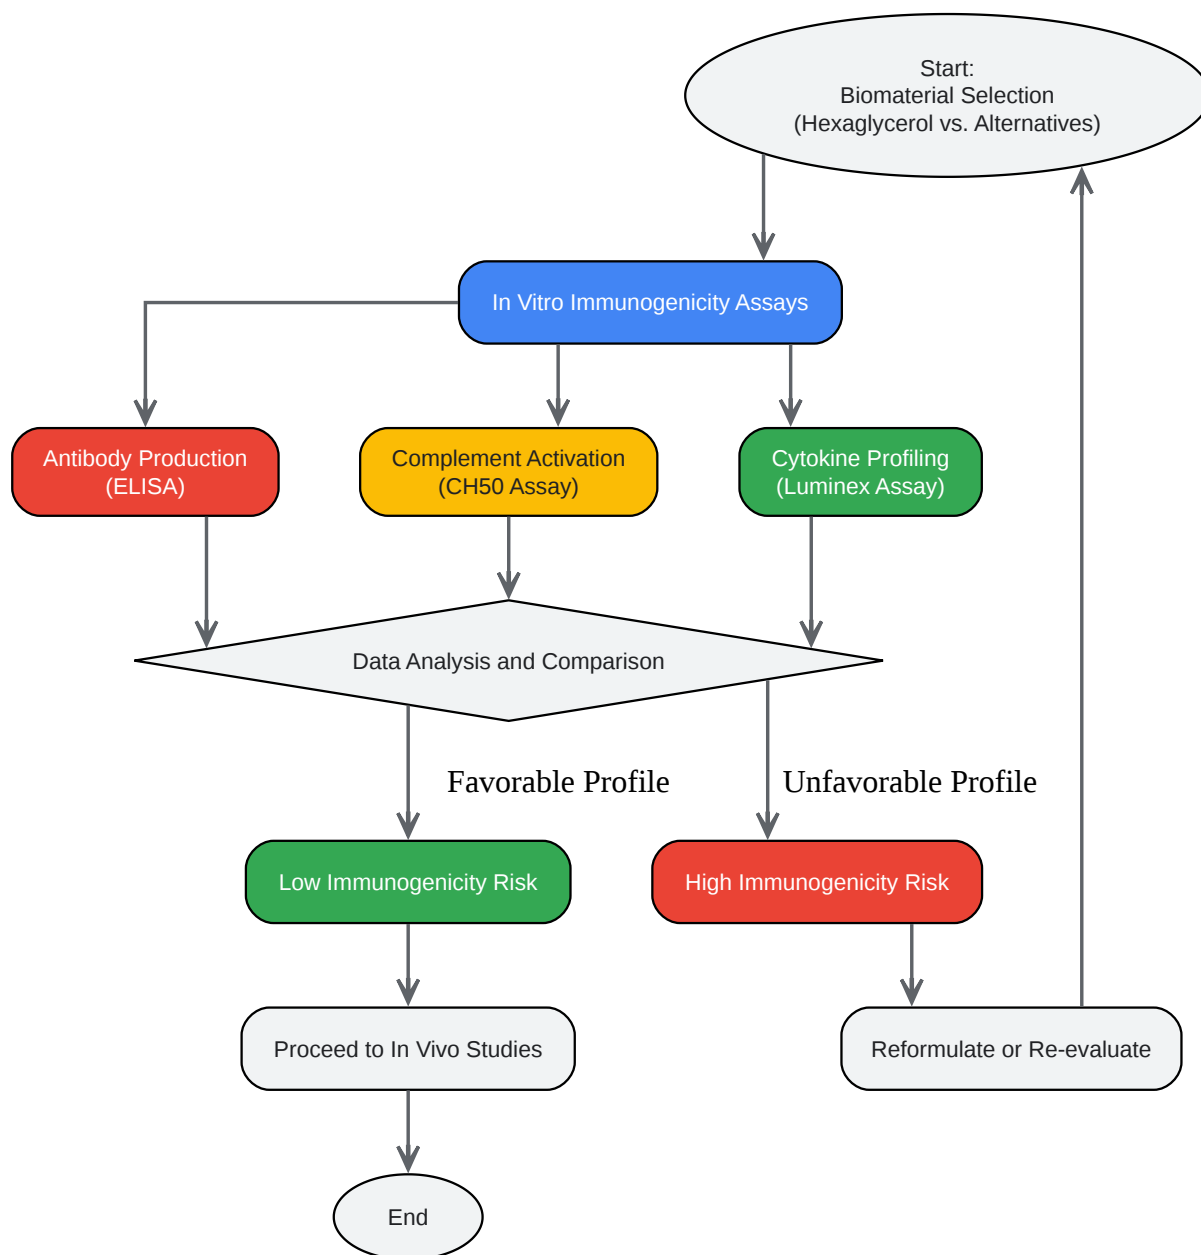 Start:
Biomaterial Selection
(Hexaglycerol vs. Alternatives)
In Vitro Immunogenicity Assays
Antibody Production
(ELISA)
Complement Activation
(CH50 Assay)
Cytokine Profiling
(Luminex Assay)
Data Analysis and Comparison
Favorable Profile
Unfavorable Profile
Low Immunogenicity Risk
High Immunogenicity Risk
Proceed to In Vivo Studies
Reformulate or Re-evaluate
End